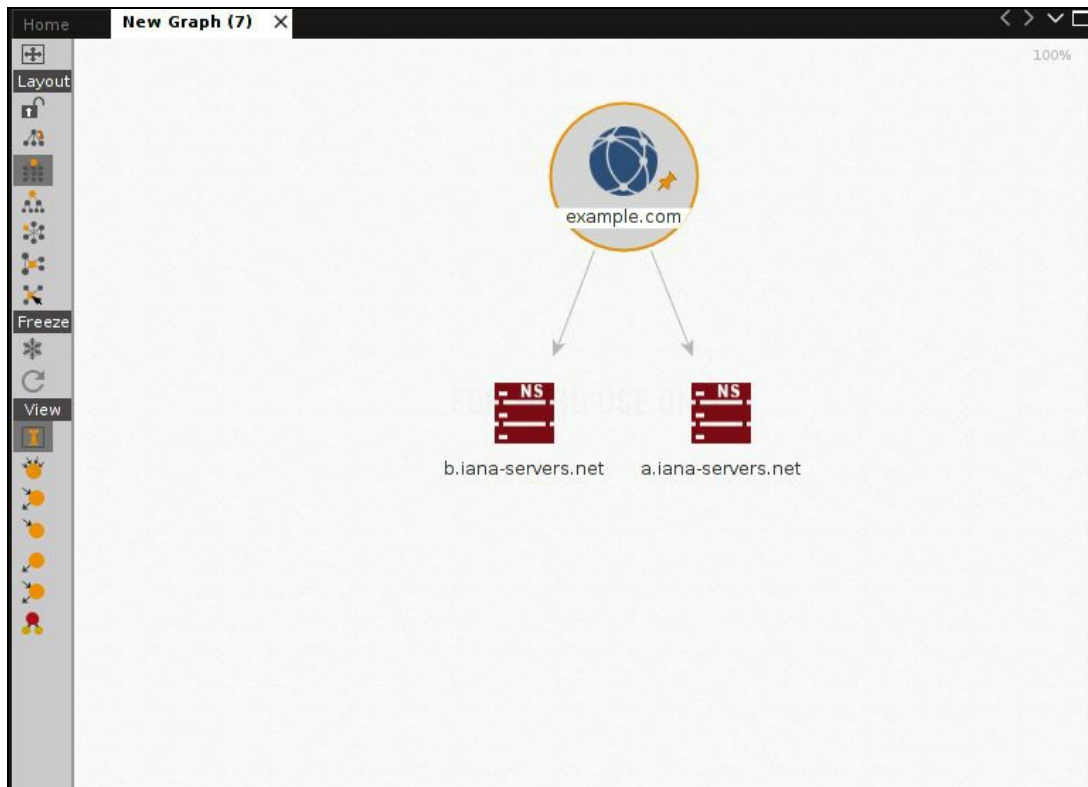 Home
New Graph (7)
100%
Layout
example.com
Freeze
View
NS
NS
b.iana-servers.net
a.iana-servers.net